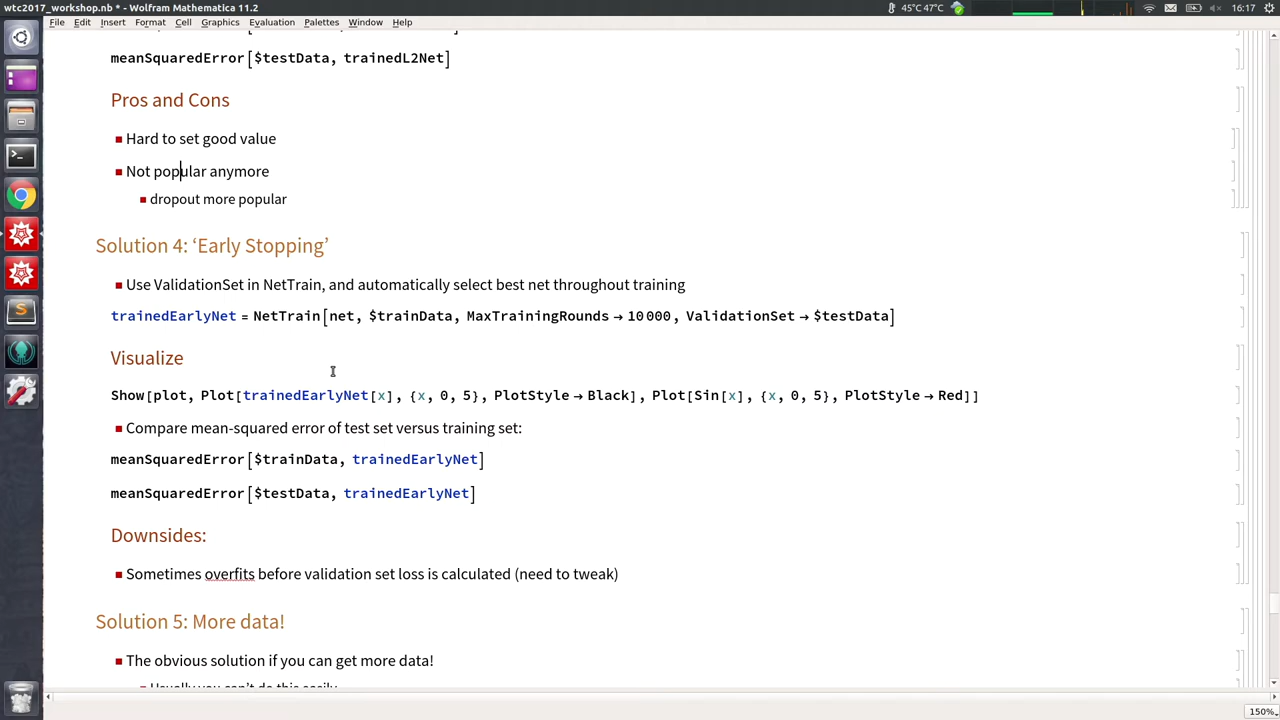 wtc2017_workshop.nb * - Wolfram Mathematica 11.2
45°C 47°C
16:17
File Edit Insert Format Cell Graphics Evaluation Palettes Window Help
meanSquaredError[$testData, trainedL2Net]
Pros and Cons
Hard to set good value
Not popular anymore
dropout more popular
Solution 4: ‘Early Stopping’
Use ValidationSet in NetTrain, and automatically select best net throughout training
trainedEarlyNet = NetTrain[net, $trainData, MaxTrainingRounds → 10 000, ValidationSet → $testData]
Visualize
Show[plot, Plot[trainedEarlyNet[x], {x, 0, 5}, PlotStyle → Black], Plot[Sin[x], {x, 0, 5}, PlotStyle → Red]]
Compare mean-squared error of test set versus training set:
meanSquaredError[$trainData, trainedEarlyNet]
meanSquaredError[$testData, trainedEarlyNet]
Downsides:
Sometimes overfits before validation set loss is calculated (need to tweak)
Solution 5: More data!
The obvious solution if you can get more data!
Usually you can't do this easily
150%